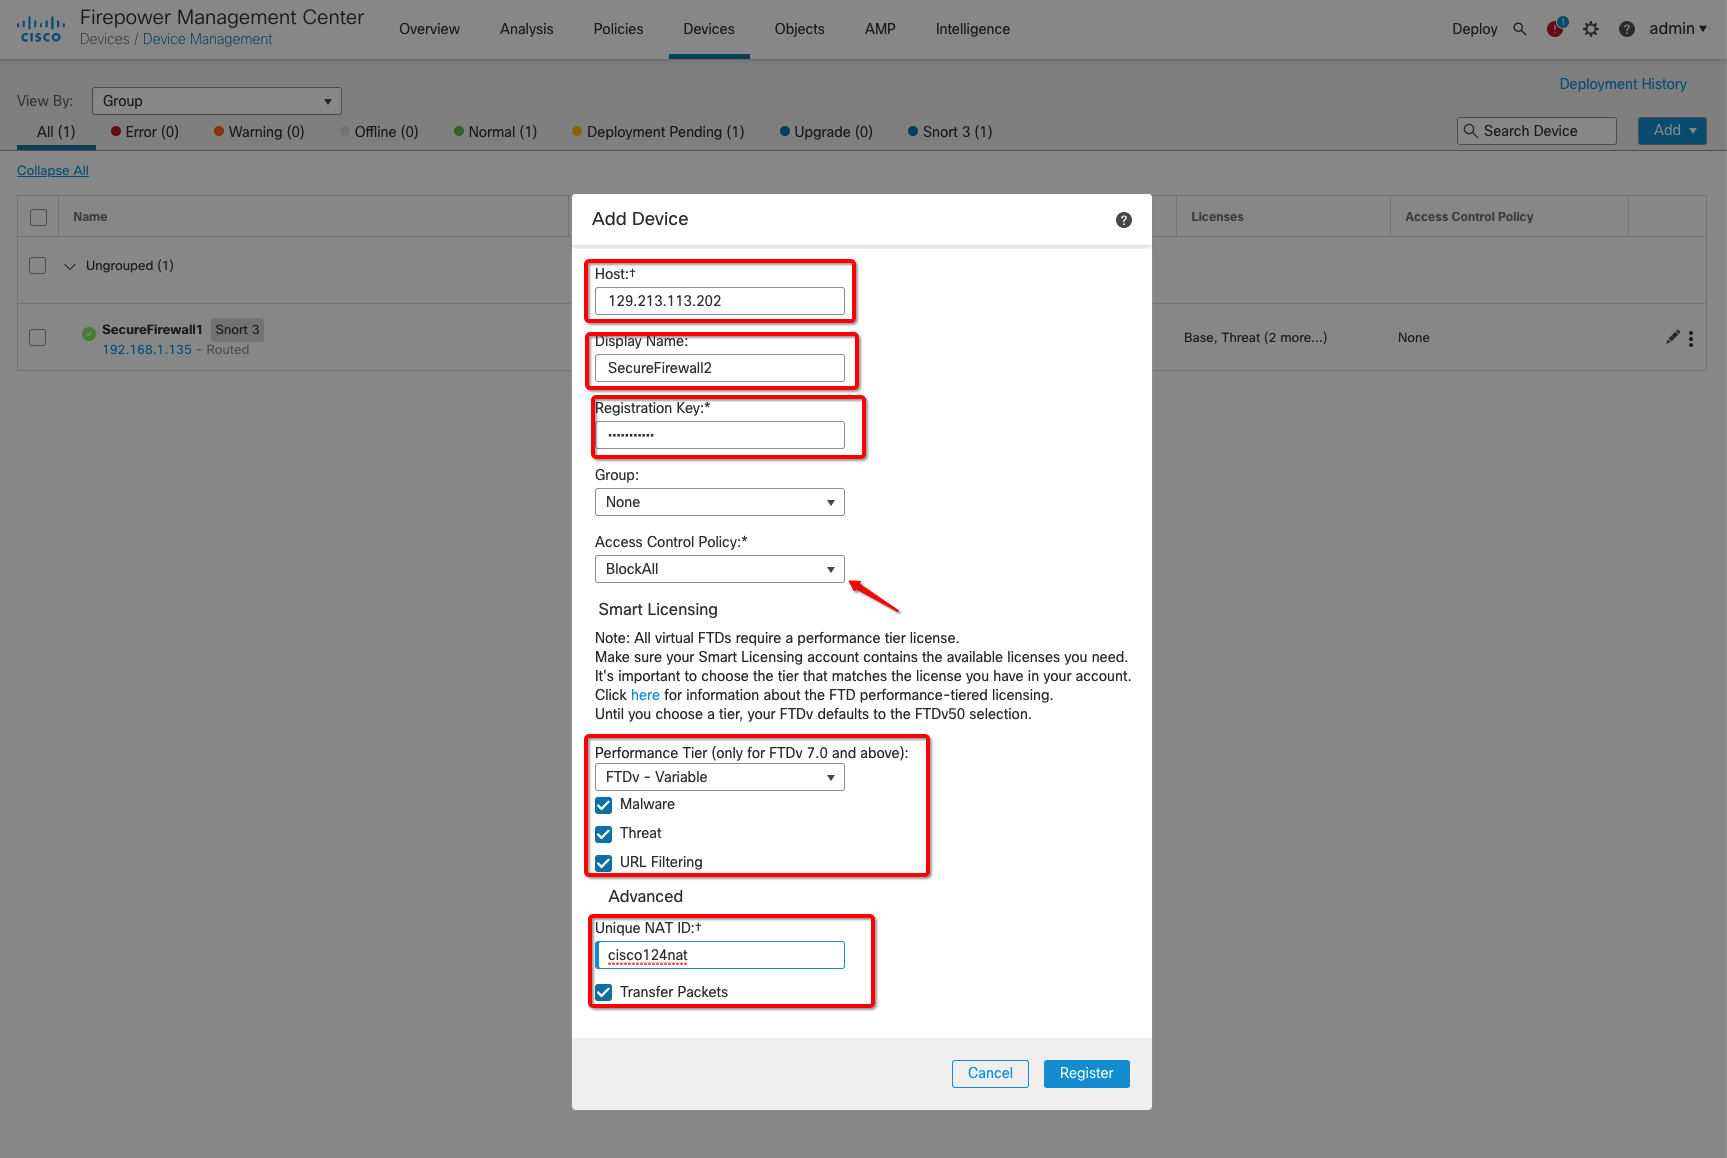 CISCO
Firepower Management Center
Devices / Device Management
Overview
Analysis
Policies
Devices
Objects
AMP
Intelligence
Deploy
1
admin
Deployment History
View By:
Group
All (1)
Error (0)
Warning (0)
Offline (0)
Normal (1)
Deployment Pending (1)
Upgrade (0)
Snort 3 (1)
Search Device
Add
Collapse All
Name
Licenses
Access Control Policy
Ungrouped (1)
SecureFirewall1 Snort 3
192.168.1.135 - Routed
Base, Threat (2 more...)
None
Add Device
?
Host:†
129.213.113.202
Display Name:
SecureFirewall2
Registration Key:*
•••••••••••
Group:
None
Access Control Policy:*
BlockAll
Smart Licensing
Note: All virtual FTDs require a performance tier license.
Make sure your Smart Licensing account contains the available licenses you need.
It's important to choose the tier that matches the license you have in your account.
Click here for information about the FTD performance-tiered licensing.
Until you choose a tier, your FTDv defaults to the FTDv50 selection.
Performance Tier (only for FTDv 7.0 and above):
FTDv - Variable
Malware
Threat
URL Filtering
Advanced
Unique NAT ID:†
cisco124nat
Transfer Packets
Cancel
Register